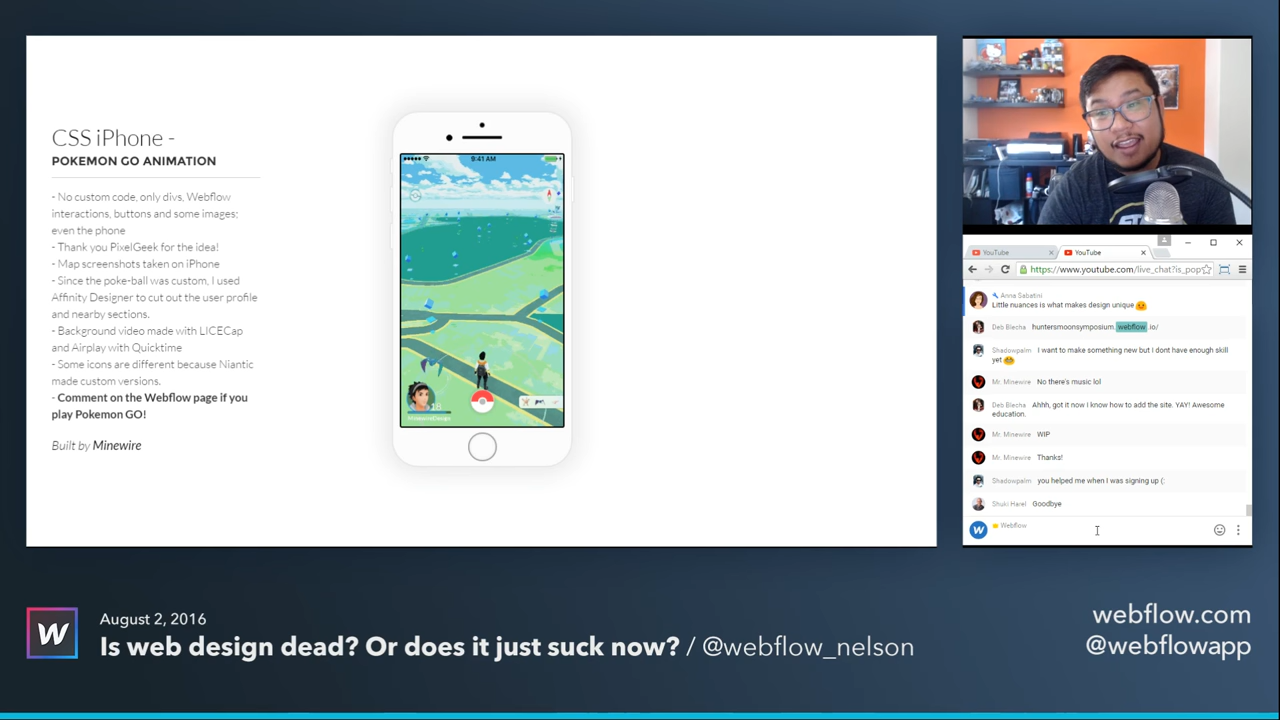 CSS iPhone -
POKEMON GO ANIMATION
- No custom code, only divs, Webflow
interactions, buttons and some images;
even the phone
- Thank you PixelGeek for the idea!
- Map screenshots taken on iPhone
- Since the poke-ball was custom, I used
Affinity Designer to cut out the user profile
and nearby sections.
- Background video made with LICECap
and Airplay with Quicktime
- Some icons are different because Niantic
made custom versions.
- Comment on the Webflow page if you
play Pokemon GO!
Built by Minewire
9:41 AM
16
MinewireDesign
YouTube
YouTube
https://www.youtube.com/live_chat?is_pop
Anna Sabatini
Little nuances is what makes design unique
Deb Blecha huntersmoonsymposium.webflow.io/
Shadowpalm I want to make something new but i dont have enough skill
yet
Mr. Minewire No there's music lol
Deb Blecha Ahhh, got it now I know how to add the site. YAY! Awesome
education.
Mr. Minewire WIP
Mr. Minewire Thanks!
Shadowpalm you helped me when I was signing up (:
Shuki Harel Goodbye
W
Webflow
W
August 2, 2016
Is web design dead? Or does it just suck now? / @webflow_nelson
webflow.com
@webflowapp